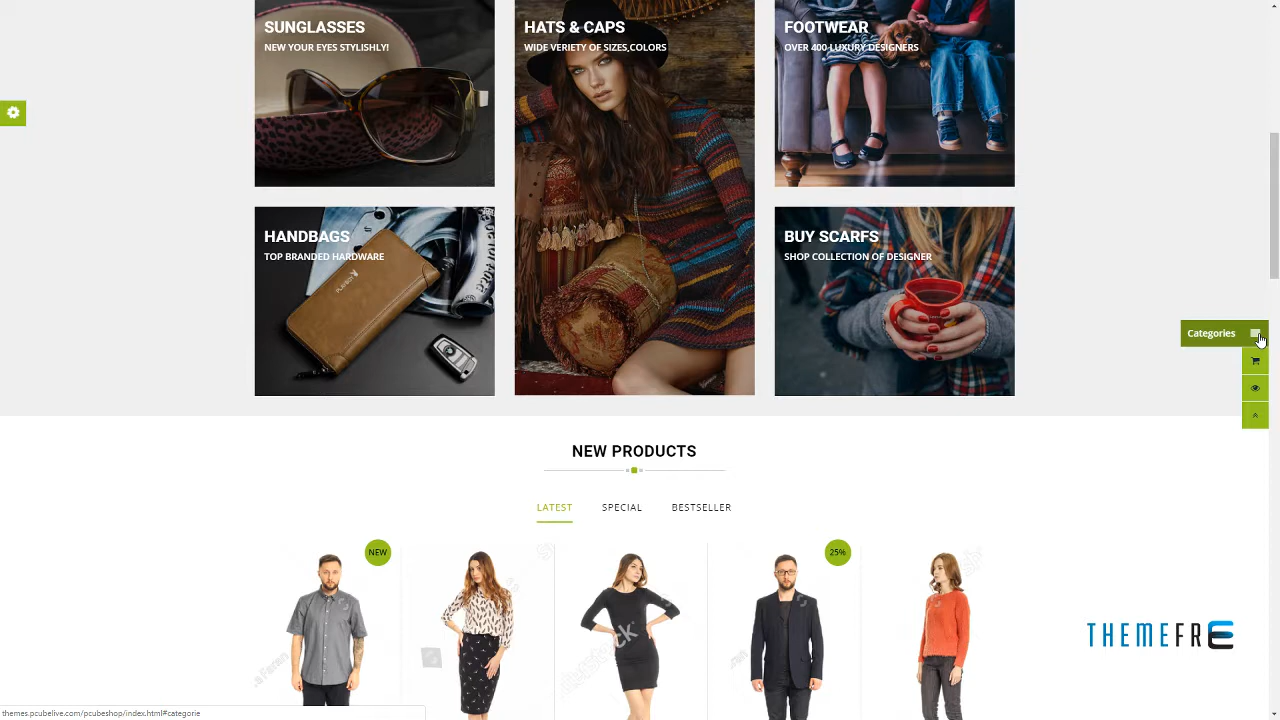 SUNGLASSES
NEW YOUR EYES STYLISHLY!
HATS & CAPS
WIDE VERIETY OF SIZES,COLORS
FOOTWEAR
OVER 400 LUXURY DESIGNERS
HANDBAGS
TOP BRANDED HARDWARE
PLAYBOY
BUY SCARFS
SHOP COLLECTION OF DESIGNER
Categories
NEW PRODUCTS
LATEST
SPECIAL
BESTSELLER
NEW
25%
THEMEFRE
themes.pcubelive.com/pcubeshop/index.html#categorie